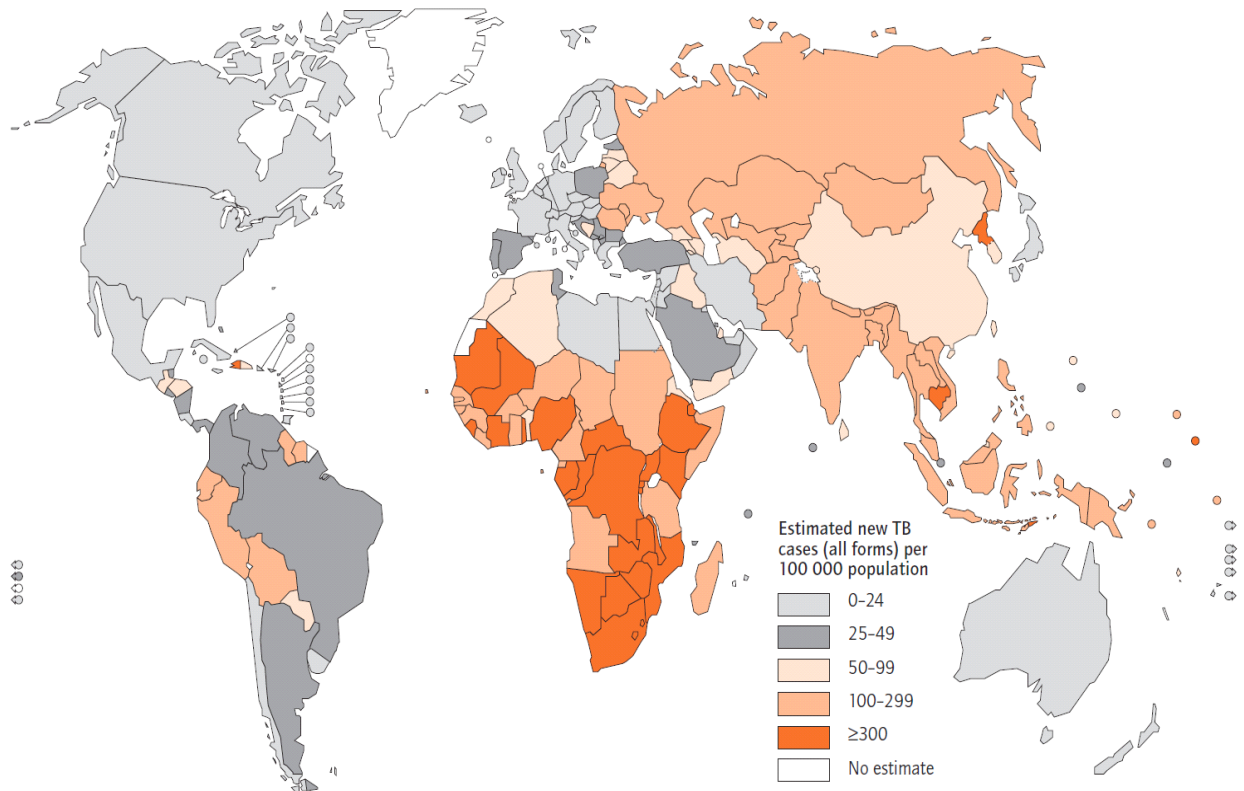 Estimated new TB
cases (all forms) per
100 000 population
0–24
25–49
50–99
100–299
≥300
No estimate